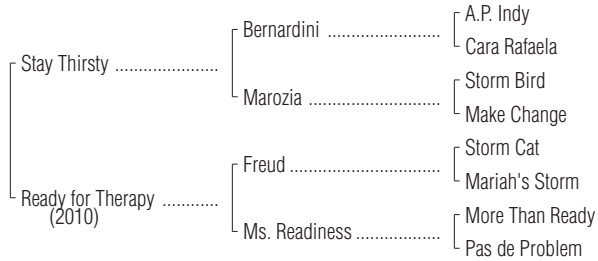 A.P. Indy
Bernardini ........................
Cara Rafaela
Stay Thirsty ......................
Storm Bird
Marozia ............................
Make Change
Storm Cat
Freud ................................
Mariah's Storm
Ready for Therapy ............
(2010)
More Than Ready
Ms. Readiness ..................
Pas de Problem